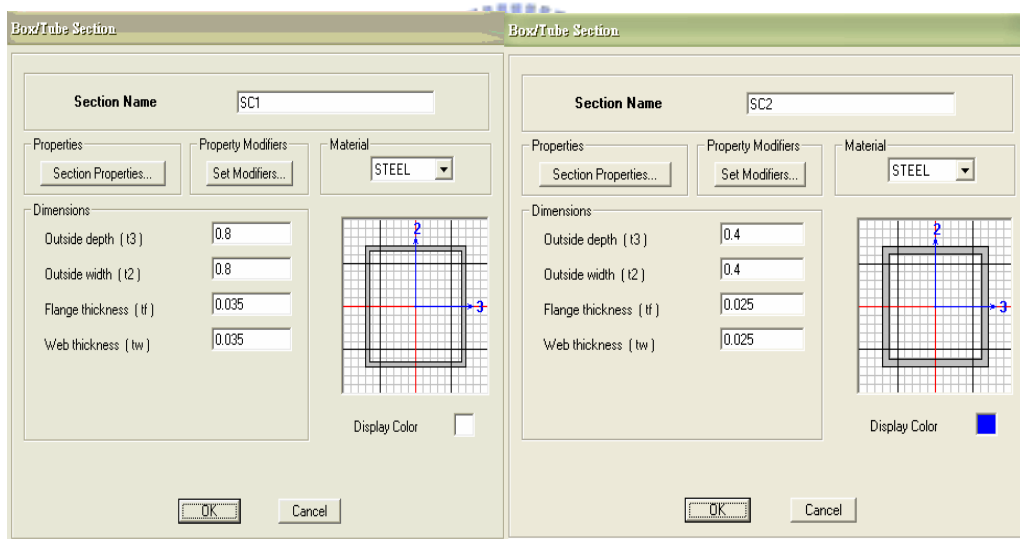 Box/Tube Section
Section Name SC1
Properties
Section Properties...
Property Modifiers
Set Modifiers...
Material
STEEL
Dimensions
Outside depth ( t3 ) 0.8
Outside width ( t2 ) 0.8
Flange thickness ( tf ) 0.035
Web thickness ( tw ) 0.035
2
3
Display Color
OK
Cancel
Box/Tube Section
Section Name SC2
Properties
Section Properties...
Property Modifiers
Set Modifiers...
Material
STEEL
Dimensions
Outside depth ( t3 ) 0.4
Outside width ( t2 ) 0.4
Flange thickness ( tf ) 0.025
Web thickness ( tw ) 0.025
2
3
Display Color
OK
Cancel